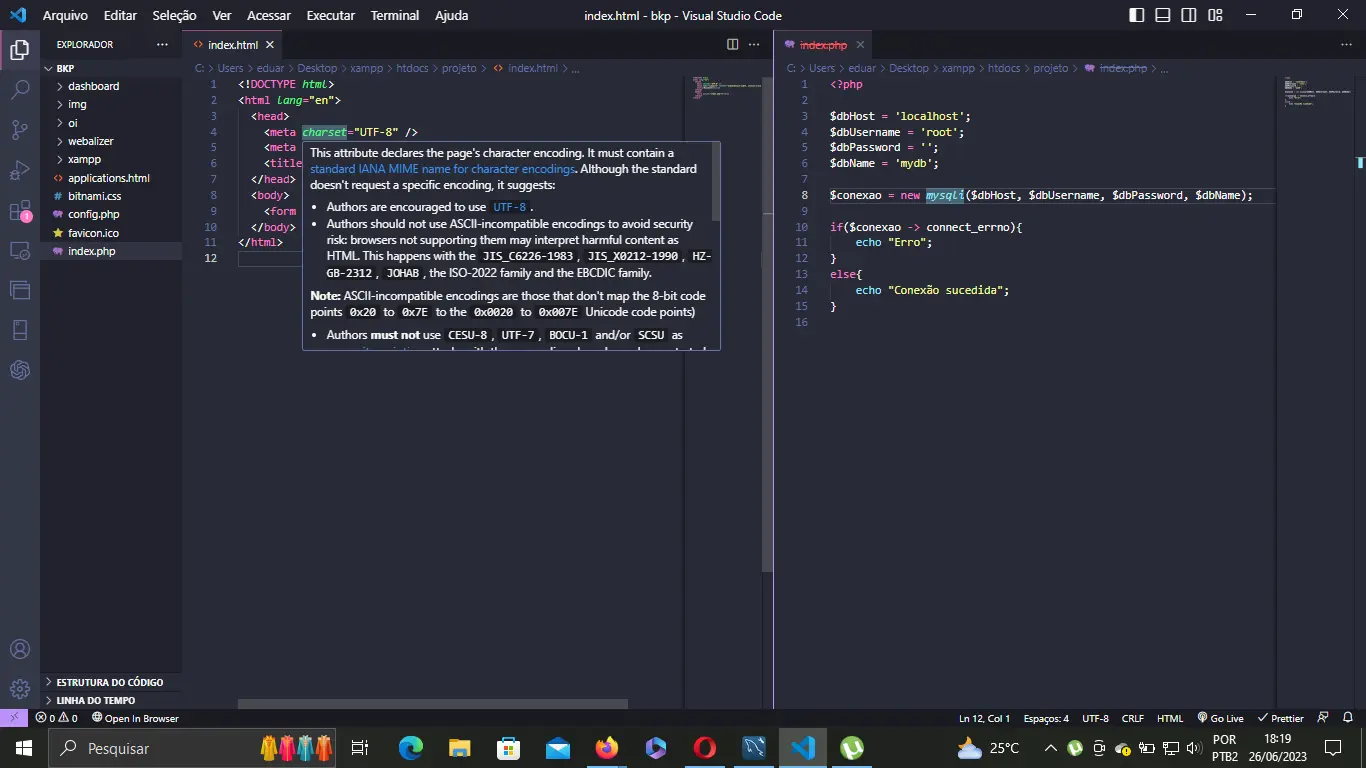 Arquivo Editar Seleção Ver Acessar Executar Terminal Ajuda
index.html - bkp - Visual Studio Code
EXPLORADOR
BKP
dashboard
img
oi
webalizer
xampp
applications.html
bitnami.css
config.php
favicon.ico
index.php
ESTRUTURA DO CÓDIGO
LINHA DO TEMPO
index.html
C: > Users > eduar > Desktop > xampp > htdocs > projeto > index.html > ...
1 <!DOCTYPE html>
2 <html lang="en">
3 <head>
4 <meta charset="UTF-8" />
5 <meta
6 <title
7 </head>
8 <body>
9 <form
10 </body>
11 </html>
12
This attribute declares the page's character encoding. It must contain a
standard IANA MIME name for character encodings. Although the standard
doesn't request a specific encoding, it suggests:
• Authors are encouraged to use UTF-8 .
• Authors should not use ASCII-incompatible encodings to avoid security
risk: browsers not supporting them may interpret harmful content as
HTML. This happens with the JIS_C6226-1983 , JIS_X0212-1990 , HZ-
GB-2312 , JOHAB , the ISO-2022 family and the EBCDIC family.
Note: ASCII-incompatible encodings are those that don't map the 8-bit code
points 0x20 to 0x7E to the 0x0020 to 0x007E Unicode code points)
• Authors must not use CESU-8 , UTF-7 , BOCU-1 and/or SCSU as
index.php
C: > Users > eduar > Desktop > xampp > htdocs > projeto > index.php > ...
1 <?php
2
3 $dbHost = 'localhost';
4 $dbUsername = 'root';
5 $dbPassword = '';
6 $dbName = 'mydb';
7
8 $conexao = new mysqli($dbHost, $dbUsername, $dbPassword, $dbName);
9
10 if($conexao -> connect_errno){
11 echo "Erro";
12 }
13 else{
14 echo "Conexão sucedida";
15 }
16
1
0 0 Open In Browser
Ln 12, Col 1 Espaços: 4 UTF-8 CRLF HTML Go Live Prettier
Pesquisar
25°C
POR
PTB2
18:19
26/06/2023